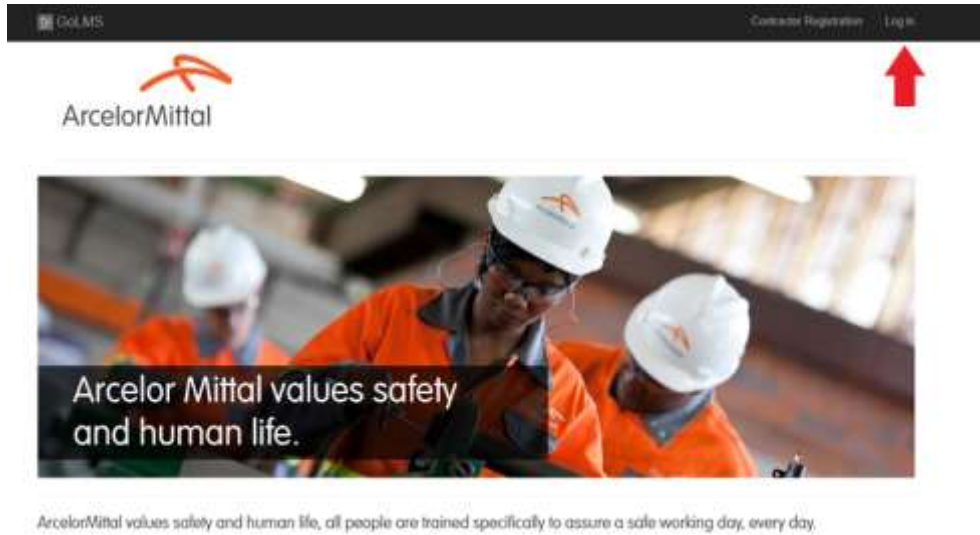 GoLMS
Contractor Registration Log In
ArcelorMittal
Arcelor Mittal values safety
and human life.
ArcelorMittal values safety and human life, all people are trained specifically to assure a safe working day, every day.